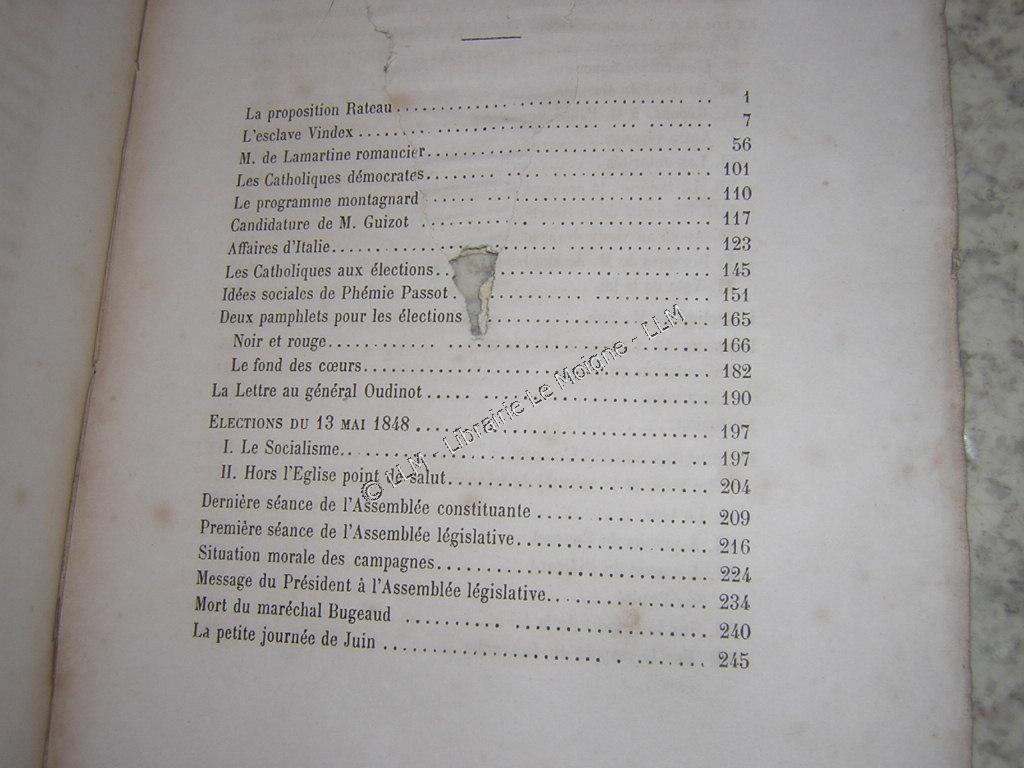 La proposition Rateau 1
L'esclave Vindex 7
M. de Lamartine romancier 56
Les Catholiques démocrates 101
Le programme montagnard 110
Candidature de M. Guizot 117
Affaires d'Italie 123
Les Catholiques aux élections 145
Idées sociales de Phémie Passot 151
Deux pamphlets pour les élections 165
Noir et rouge 166
Le fond des cœurs 182
La Lettre au général Oudinot 190
ELECTIONS DU 13 MAI 1848 197
I. Le Socialisme 197
II. Hors l'Eglise point de salut 204
Dernière séance de l'Assemblée constituante 209
Première séance de l'Assemblée législative 216
Situation morale des campagnes 224
Message du Président à l'Assemblée législative 234
Mort du maréchal Bugeaud 240
La petite journée de Juin 245
© LLM - Librairie Le Moigne - LLM